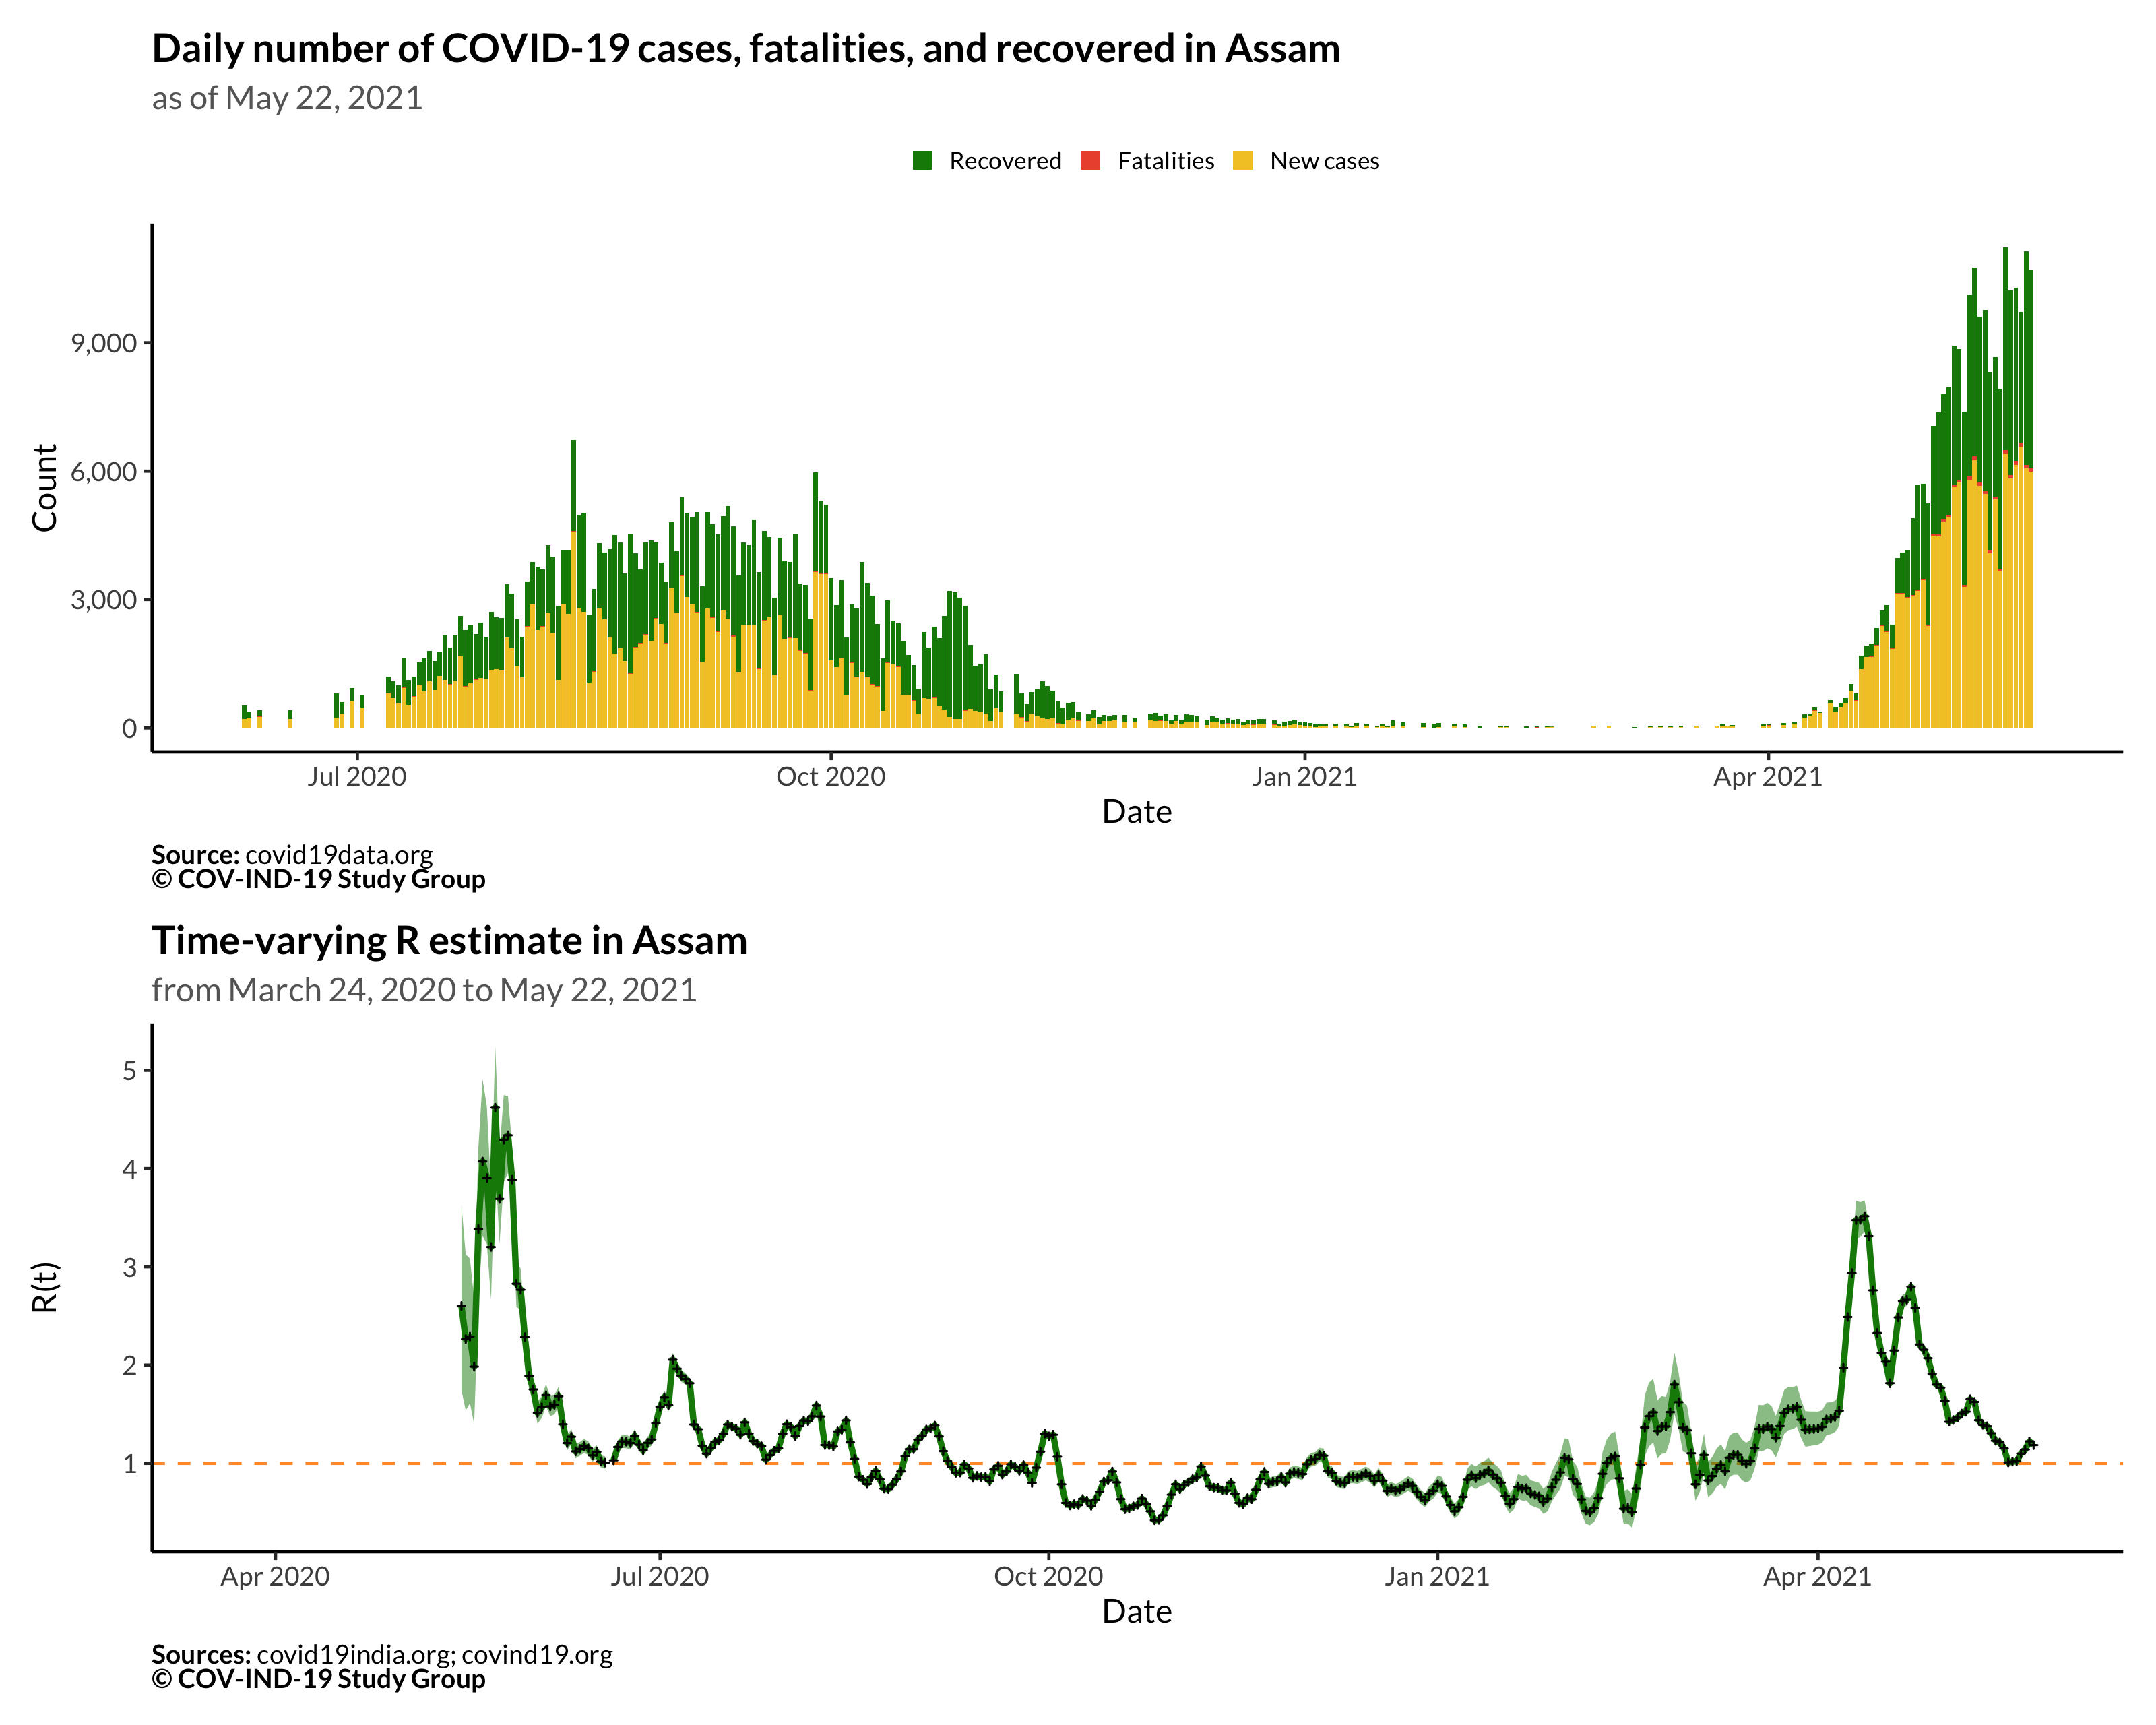 Daily number of COVID-19 cases, fatalities, and recovered in Assam
as of May 22, 2021
Recovered Fatalities New cases
Count
9,000
6,000
3,000
0
Jul 2020 Oct 2020 Jan 2021 Apr 2021
Date
Source: covid19data.org
© COV-IND-19 Study Group
Time-varying R estimate in Assam
from March 24, 2020 to May 22, 2021
R(t)
5
4
3
2
1
Apr 2020 Jul 2020 Oct 2020 Jan 2021 Apr 2021
Date
Sources: covid19india.org; covind19.org
© COV-IND-19 Study Group